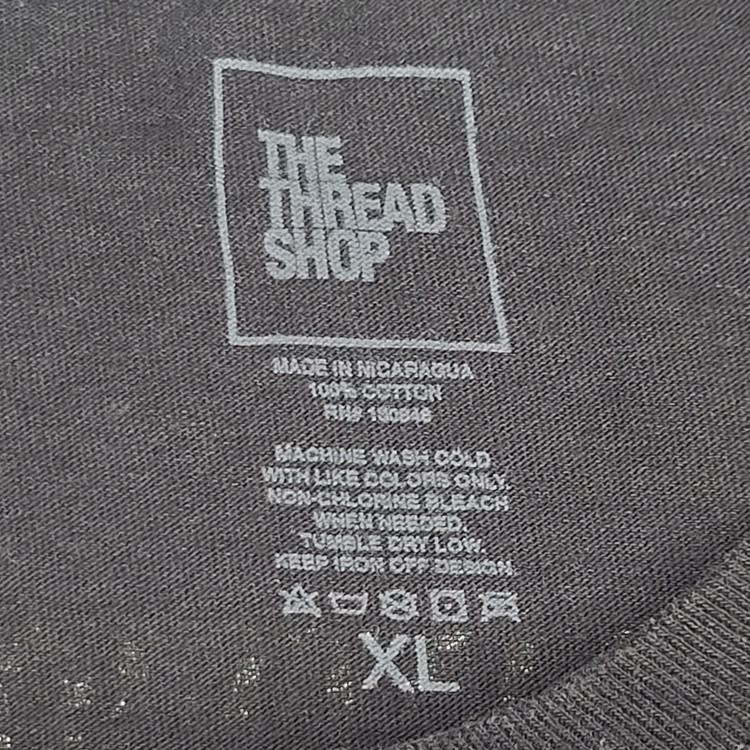 THE
THREAD
SHOP
MADE IN NICARAGUA
100% COTTON
RN#
MACHINE WASH COLD
WITH LIKE COLORS ONLY.
NON-CHLORINE BLEACH
WHEN NEEDED.
TUMBLE DRY LOW.
KEEP IRON OFF DESIGN.
XL